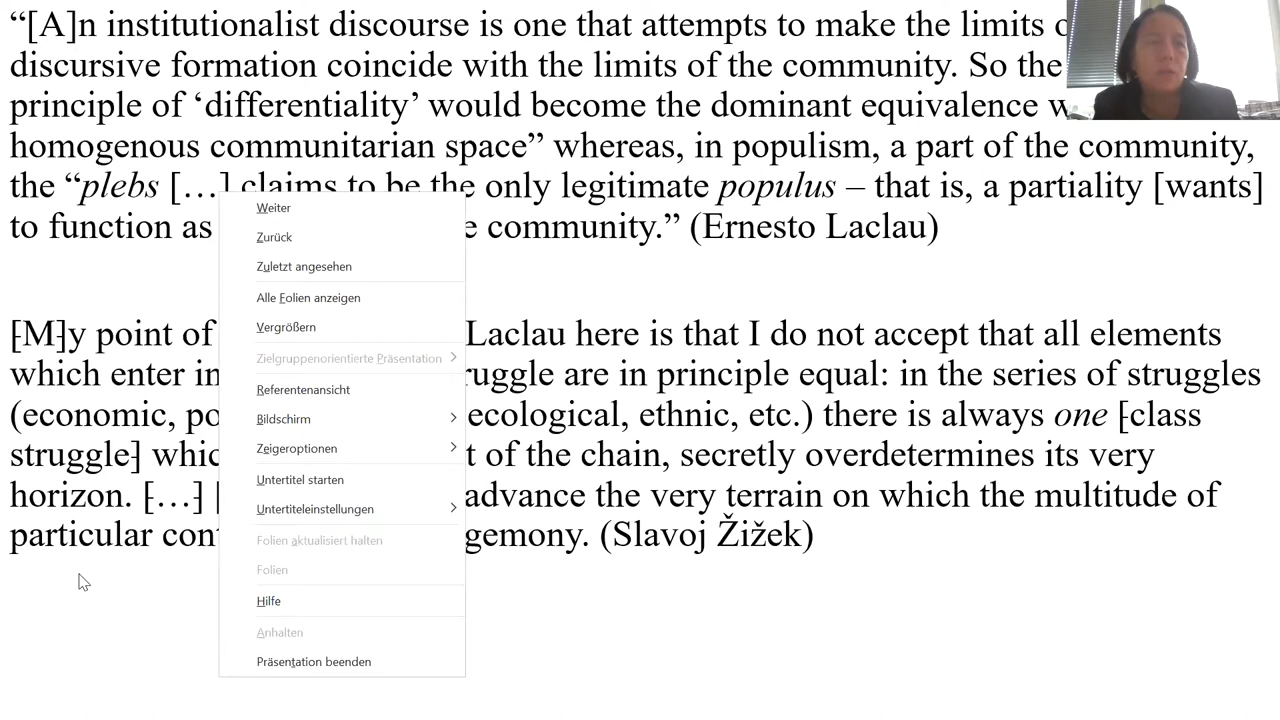 “[A]n institutionalist discourse is one that attempts to make the limits
discursive formation coincide with the limits of the community. So the
principle of ‘differentiality’ would become the dominant equivalence
homogenous communitarian space” whereas, in populism, a part of the community,
the “plebs […] claims to be the only legitimate populus – that is, a partiality [wants]
to function as community.” (Ernesto Laclau)
[M]y point of Laclau here is that I do not accept that all elements
which enter are in principle equal: in the series of struggles
(economic, ecological, ethnic, etc.) there is always one [class
struggle] of the chain, secretly overdetermines its very
horizon. […] advance the very terrain on which the multitude of
particular (Slavoj Žižek)
Weiter
Zurück
Zuletzt angesehen
Alle Folien anzeigen
Vergrößern
Zielgruppenorientierte Präsentation
Referentenansicht
Bildschirm
Zeigeroptionen
Untertitel starten
Untertiteleinstellungen
Folien aktualisiert halten
Folien
Hilfe
Anhalten
Präsentation beenden